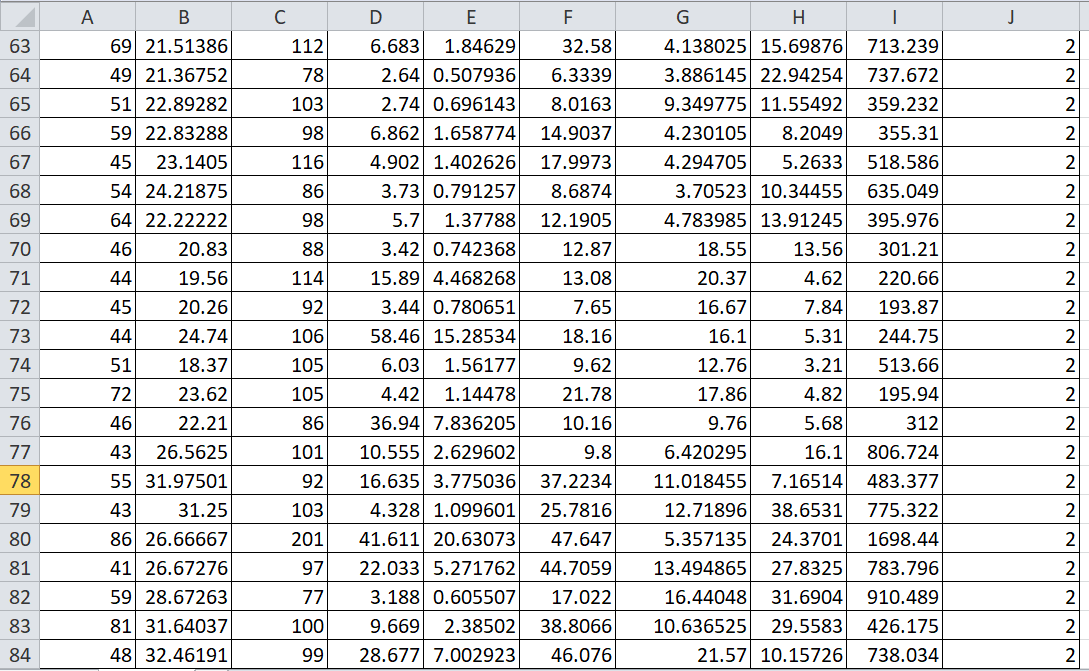 A B C D E F G H I J
63 69 21.51386 112 6.683 1.84629 32.58 4.138025 15.69876 713.239 2
64 49 21.36752 78 2.64 0.507936 6.3339 3.886145 22.94254 737.672 2
65 51 22.89282 103 2.74 0.696143 8.0163 9.349775 11.55492 359.232 2
66 59 22.83288 98 6.862 1.658774 14.9037 4.230105 8.2049 355.31 2
67 45 23.1405 116 4.902 1.402626 17.9973 4.294705 5.2633 518.586 2
68 54 24.21875 86 3.73 0.791257 8.6874 3.70523 10.34455 635.049 2
69 64 22.22222 98 5.7 1.37788 12.1905 4.783985 13.91245 395.976 2
70 46 20.83 88 3.42 0.742368 12.87 18.55 13.56 301.21 2
71 44 19.56 114 15.89 4.468268 13.08 20.37 4.62 220.66 2
72 45 20.26 92 3.44 0.780651 7.65 16.67 7.84 193.87 2
73 44 24.74 106 58.46 15.28534 18.16 16.1 5.31 244.75 2
74 51 18.37 105 6.03 1.56177 9.62 12.76 3.21 513.66 2
75 72 23.62 105 4.42 1.14478 21.78 17.86 4.82 195.94 2
76 46 22.21 86 36.94 7.836205 10.16 9.76 5.68 312 2
77 43 26.5625 101 10.555 2.629602 9.8 6.420295 16.1 806.724 2
78 55 31.97501 92 16.635 3.775036 37.2234 11.018455 7.16514 483.377 2
79 43 31.25 103 4.328 1.099601 25.7816 12.71896 38.6531 775.322 2
80 86 26.66667 201 41.611 20.63073 47.647 5.357135 24.3701 1698.44 2
81 41 26.67276 97 22.033 5.271762 44.7059 13.494865 27.8325 783.796 2
82 59 28.67263 77 3.188 0.605507 17.022 16.44048 31.6904 910.489 2
83 81 31.64037 100 9.669 2.38502 38.8066 10.636525 29.5583 426.175 2
84 48 32.46191 99 28.677 7.002923 46.076 21.57 10.15726 738.034 2